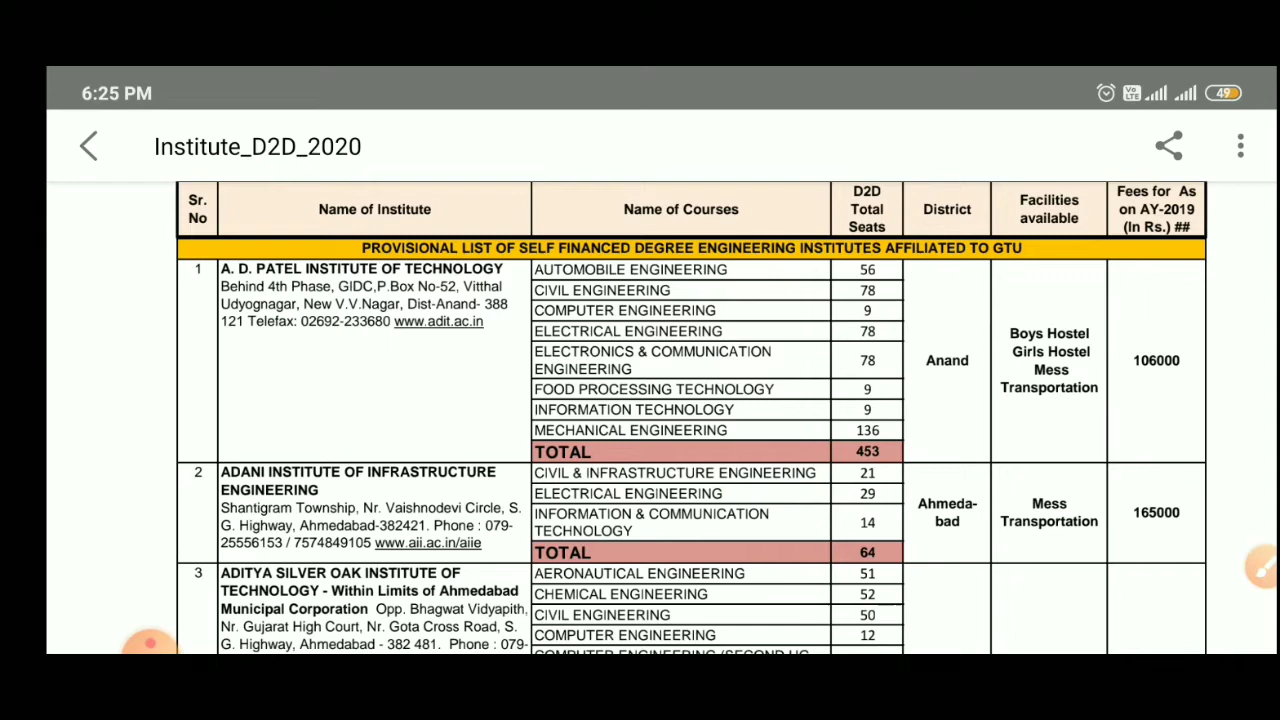 6:25 PM
Vo LTE
49
Institute_D2D_2020
Sr. No
Name of Institute
Name of Courses
D2D Total Seats
District
Facilities available
Fees for As on AY-2019 (In Rs.) ##
PROVISIONAL LIST OF SELF FINANCED DEGREE ENGINEERING INSTITUTES AFFILIATED TO GTU
1
A. D. PATEL INSTITUTE OF TECHNOLOGY
Behind 4th Phase, GIDC,P.Box No-52, Vitthal
Udyognagar, New V.V.Nagar, Dist-Anand- 388
121 Telefax: 02692-233680 www.adit.ac.in
AUTOMOBILE ENGINEERING 56
CIVIL ENGINEERING 78
COMPUTER ENGINEERING 9
ELECTRICAL ENGINEERING 78
ELECTRONICS & COMMUNICATION
ENGINEERING 78
FOOD PROCESSING TECHNOLOGY 9
INFORMATION TECHNOLOGY 9
MECHANICAL ENGINEERING 136
TOTAL 453
Anand
Boys Hostel
Girls Hostel
Mess
Transportation
106000
2
ADANI INSTITUTE OF INFRASTRUCTURE
ENGINEERING
Shantigram Township, Nr. Vaishnodevi Circle, S.
G. Highway, Ahmedabad-382421. Phone : 079-
25556153 / 7574849105 www.aii.ac.in/aiie
CIVIL & INFRASTRUCTURE ENGINEERING 21
ELECTRICAL ENGINEERING 29
INFORMATION & COMMUNICATION
TECHNOLOGY 14
TOTAL 64
Ahmeda-
bad
Mess
Transportation
165000
3
ADITYA SILVER OAK INSTITUTE OF
TECHNOLOGY - Within Limits of Ahmedabad
Municipal Corporation Opp. Bhagwat Vidyapith,
Nr. Gujarat High Court, Nr. Gota Cross Road, S.
G. Highway, Ahmedabad - 382 481. Phone : 079-
AERONAUTICAL ENGINEERING 51
CHEMICAL ENGINEERING 52
CIVIL ENGINEERING 50
COMPUTER ENGINEERING 12
COMPUTER ENGINEERING (SECOND UG